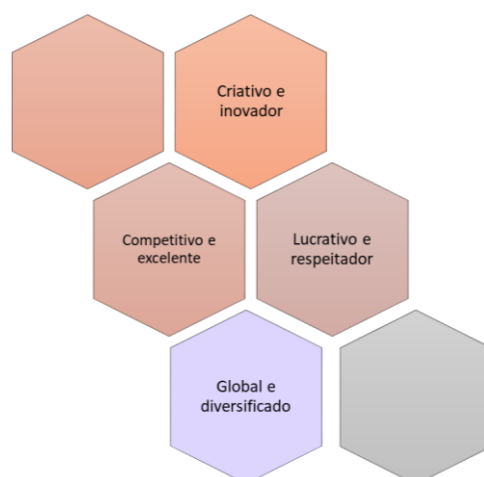 Criativo e
inovador
Competitivo e
excelente
Lucrativo e
respeitador
Global e
diversificado